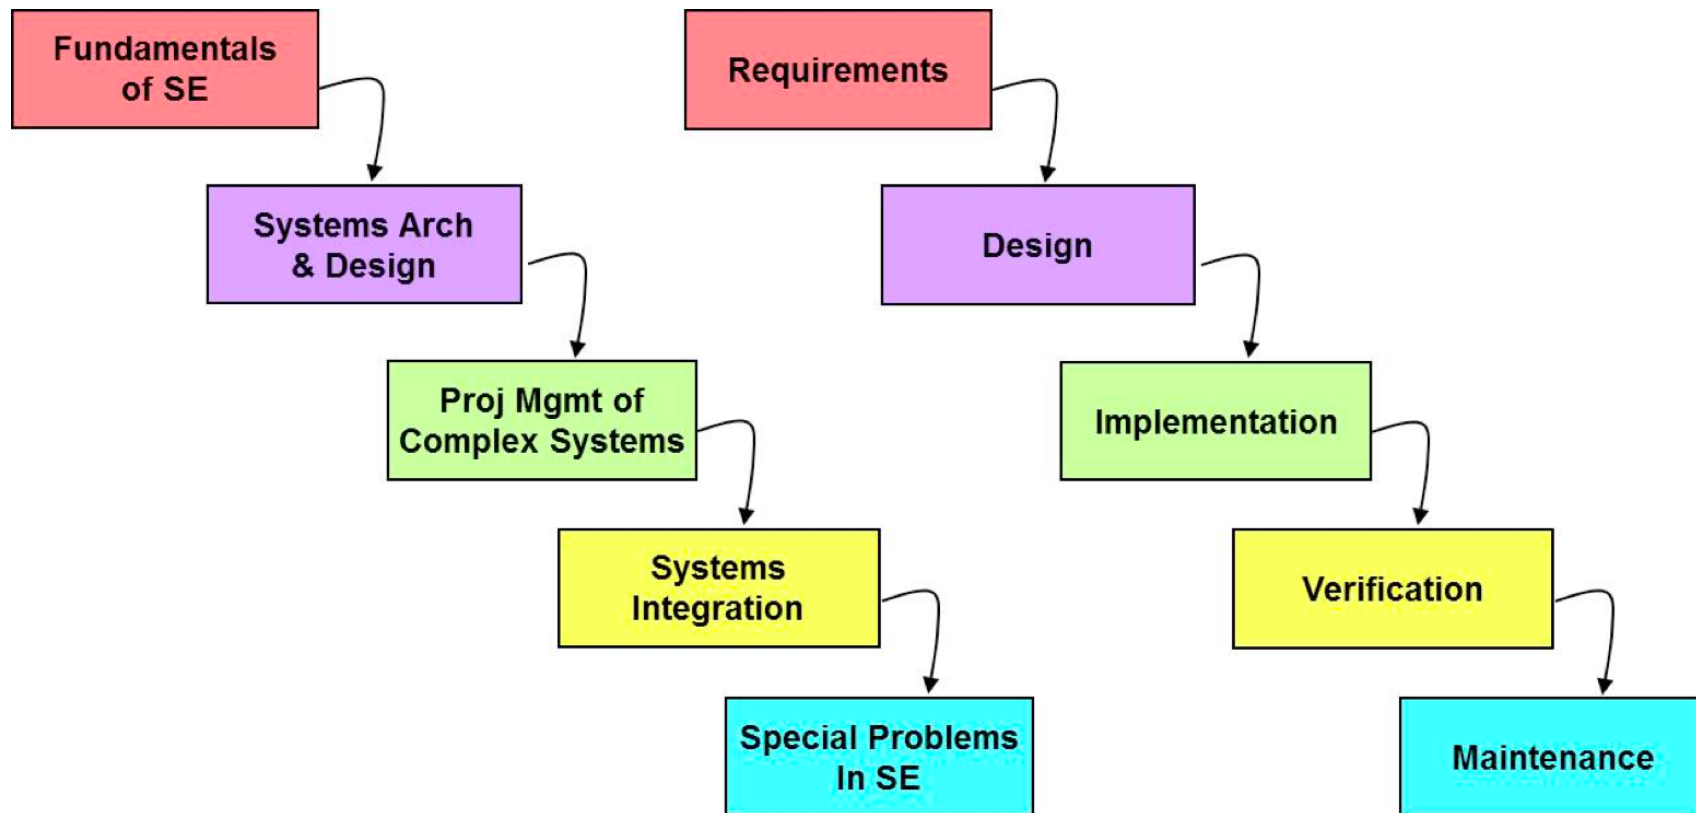 Fundamentals
of SE
Systems Arch
& Design
Proj Mgmt of
Complex Systems
Systems
Integration
Special Problems
In SE
Requirements
Design
Implementation
Verification
Maintenance